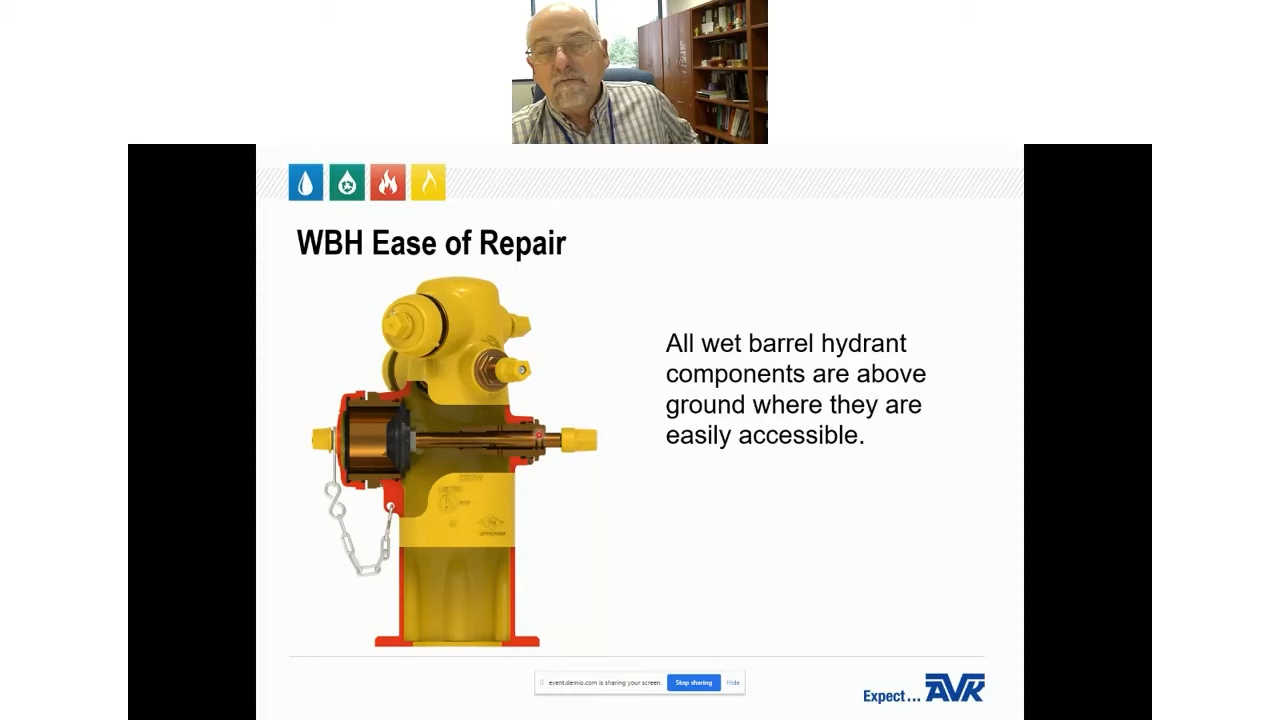 WBH Ease of Repair
All wet barrel hydrant
components are above
ground where they are
easily accessible.
event.demio.com is sharing your screen.
Stop sharing
Hide
Expect... AVK